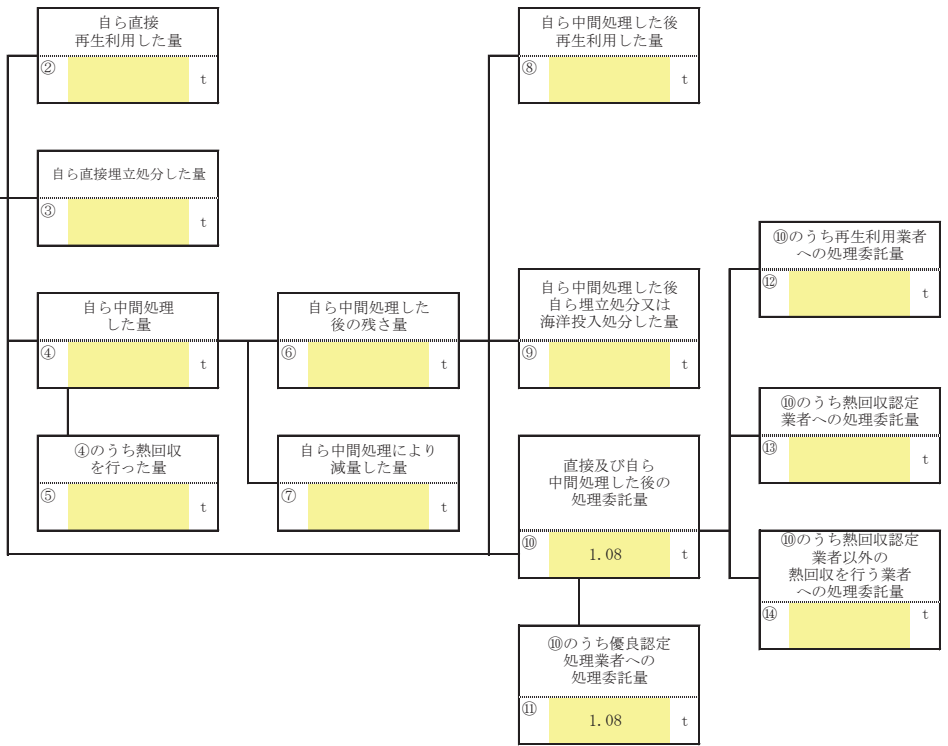 自ら直接
再生利用した量
②
t
自ら直接埋立処分した量
③
t
自ら中間処理
した量
④
t
④のうち熱回収
を行った量
⑤
t
自ら中間処理した
後の残さ量
⑥
t
自ら中間処理により
減量した量
⑦
t
自ら中間処理した後
再生利用した量
⑧
t
自ら中間処理した後
自ら埋立処分又は
海洋投入処分した量
⑨
t
直接及び自ら
中間処理した後の
処理委託量
⑩
1.08
t
⑩のうち優良認定
処理業者への
処理委託量
⑪
1.08
t
⑩のうち再生利用業者
への処理委託量
⑫
t
⑩のうち熱回収認定
業者への処理委託量
⑬
t
⑩のうち熱回収認定
業者以外の
熱回収を行う業者
への処理委託量
⑭
t